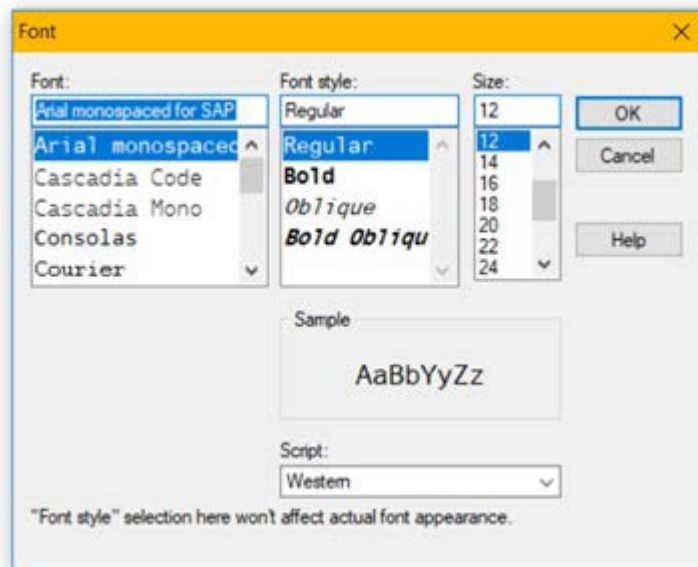 Font
Font:
Font style:
Size:
Arial monospaced for SAP
Regular
12
OK
Arial monospaced
Cascadia Code
Cascadia Mono
Consolas
Courier
Regular
Bold
Oblique
Bold Obliqu
12
14
16
18
20
22
24
Cancel
Help
Sample
AaBbYyZz
Script:
Western
"Font style" selection here won't affect actual font appearance.